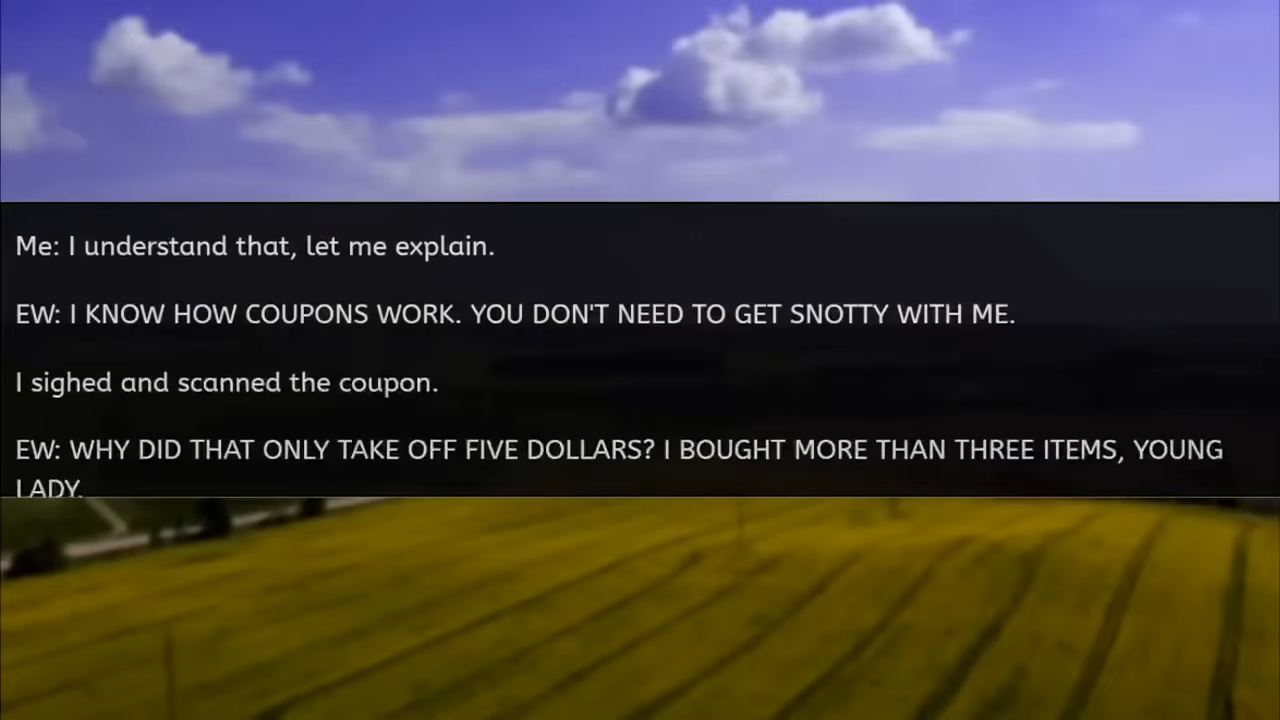 Me: I understand that, let me explain.
EW: I KNOW HOW COUPONS WORK. YOU DON'T NEED TO GET SNOTTY WITH ME.
I sighed and scanned the coupon.
EW: WHY DID THAT ONLY TAKE OFF FIVE DOLLARS? I BOUGHT MORE THAN THREE ITEMS, YOUNG
LADY.